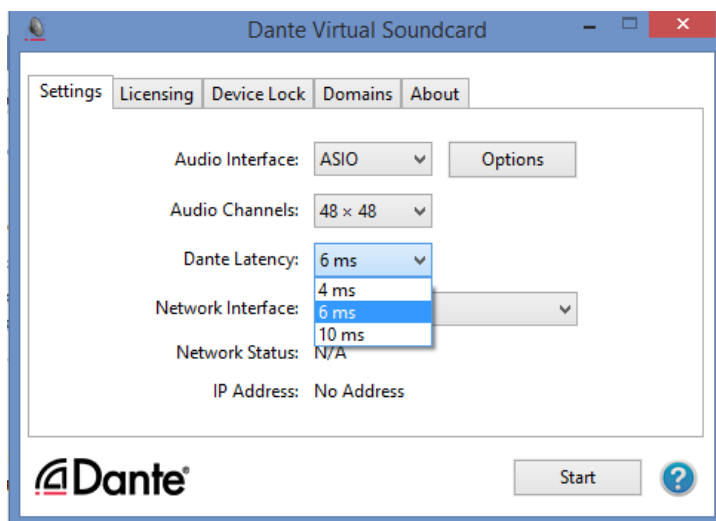 Dante Virtual Soundcard
Settings Licensing Device Lock Domains About
Audio Interface: ASIO Options
Audio Channels: 48 × 48
Dante Latency: 6 ms
4 ms
Network Interface: 6 ms
10 ms
Network Status: N/A
IP Address: No Address
Dante® Start ?